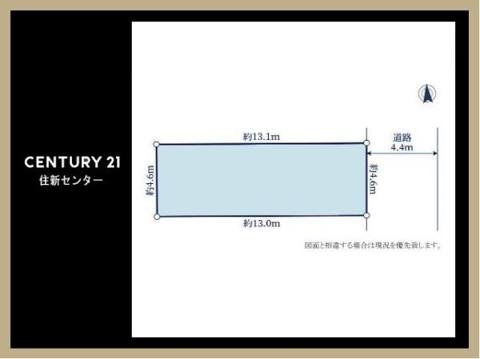 CENTURY 21
住新センター
約13.1m
道路
4.4m
約4.6m
約4.6m
約13.0m
図面と相違する場合は現況を優先致します。